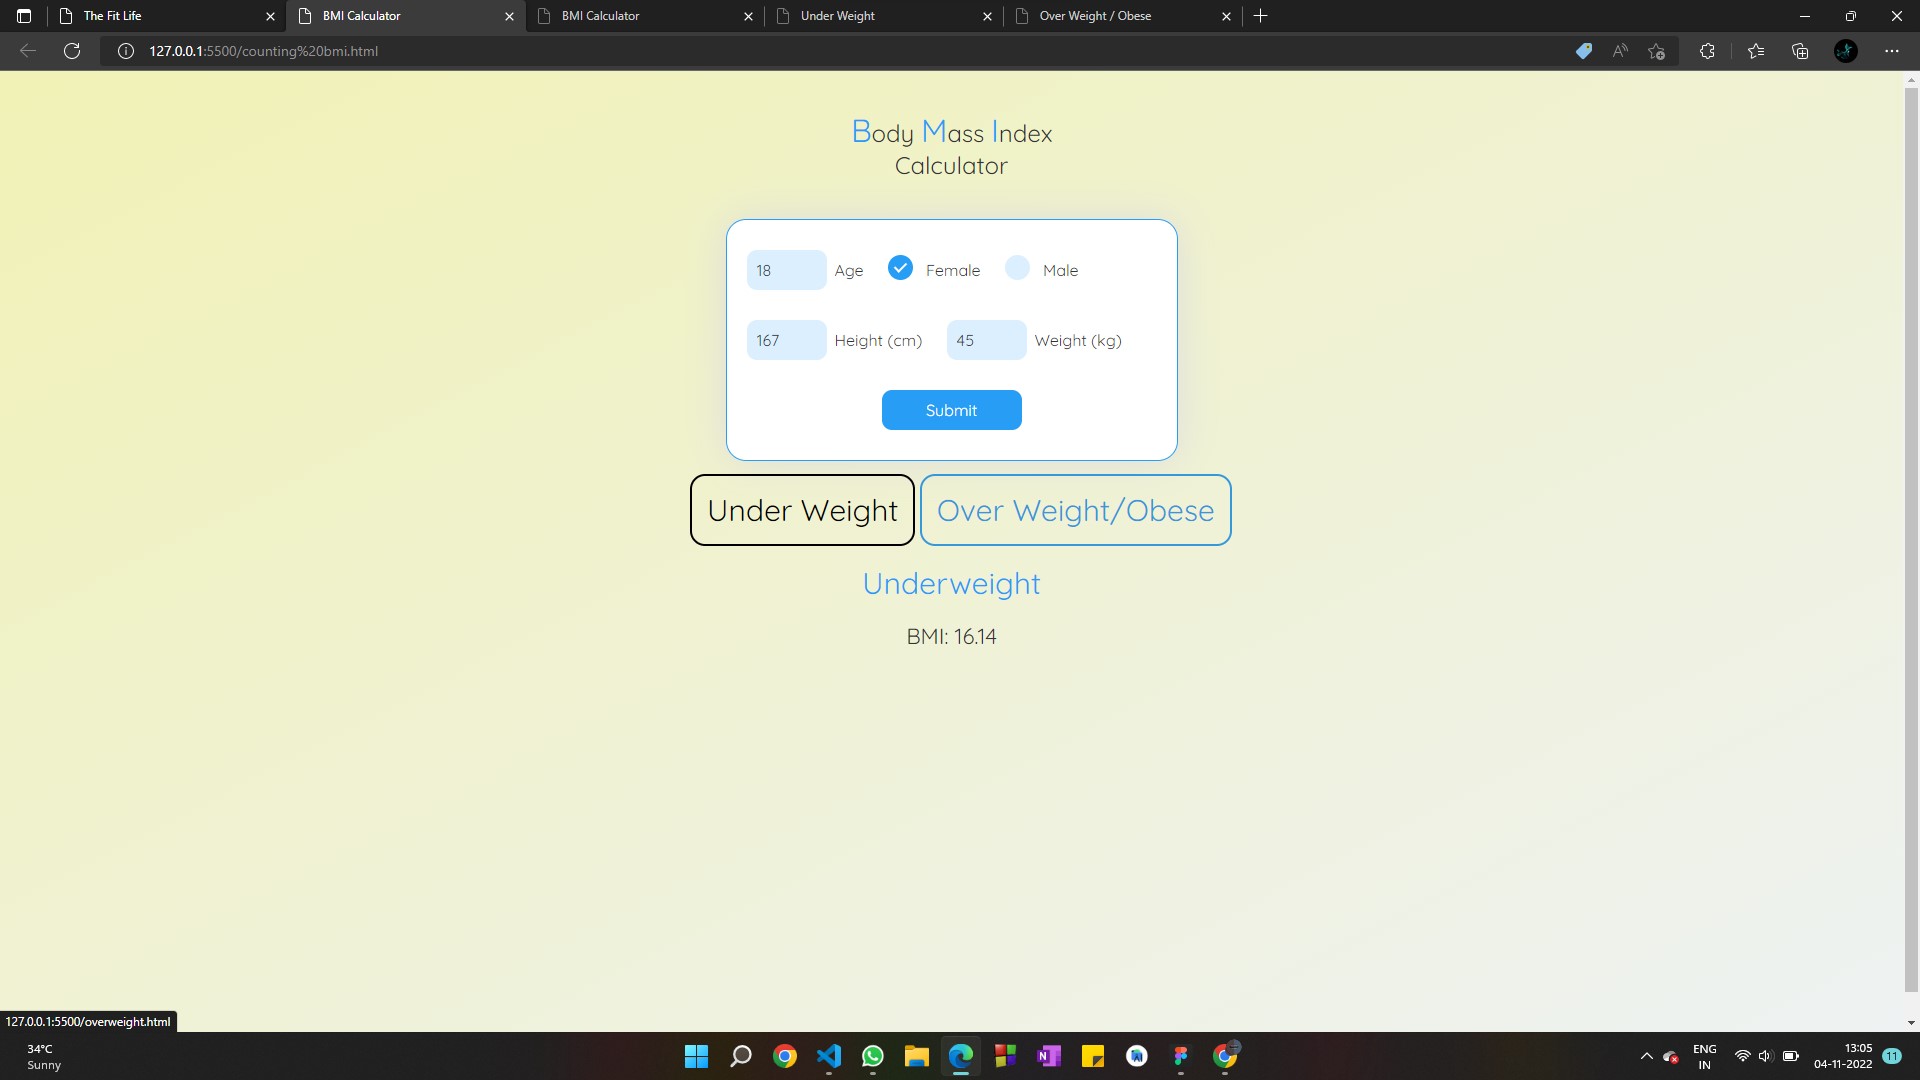 The Fit Life
BMI Calculator
BMI Calculator
Under Weight
Over Weight / Obese
127.0.0.1:5500/counting%20bmi.html
Body Mass Index
Calculator
18 Age Female Male
167 Height (cm) 45 Weight (kg)
Submit
Under Weight Over Weight/Obese
Underweight
BMI: 16.14
127.0.0.1:5500/overweight.html
34°C
Sunny
ENG
IN
13:05
04-11-2022
11